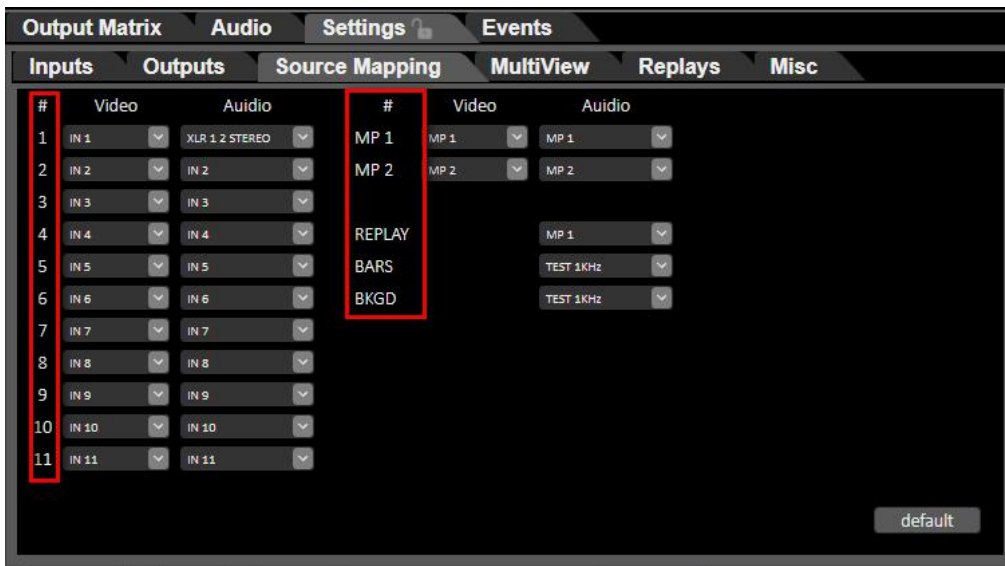 Output Matrix Audio Settings Events
Inputs Outputs Source Mapping MultiView Replays Misc
# Video Auidio # Video Auidio
1 IN 1 XLR 1 2 STEREO MP 1 MP 1 MP 1
2 IN 2 IN 2 MP 2 MP 2 MP 2
3 IN 3 IN 3
4 IN 4 IN 4 REPLAY MP 1
5 IN 5 IN 5 BARS TEST 1KHz
6 IN 6 IN 6 BKGD TEST 1KHz
7 IN 7 IN 7
8 IN 8 IN 8
9 IN 9 IN 9
10 IN 10 IN 10
11 IN 11 IN 11
default